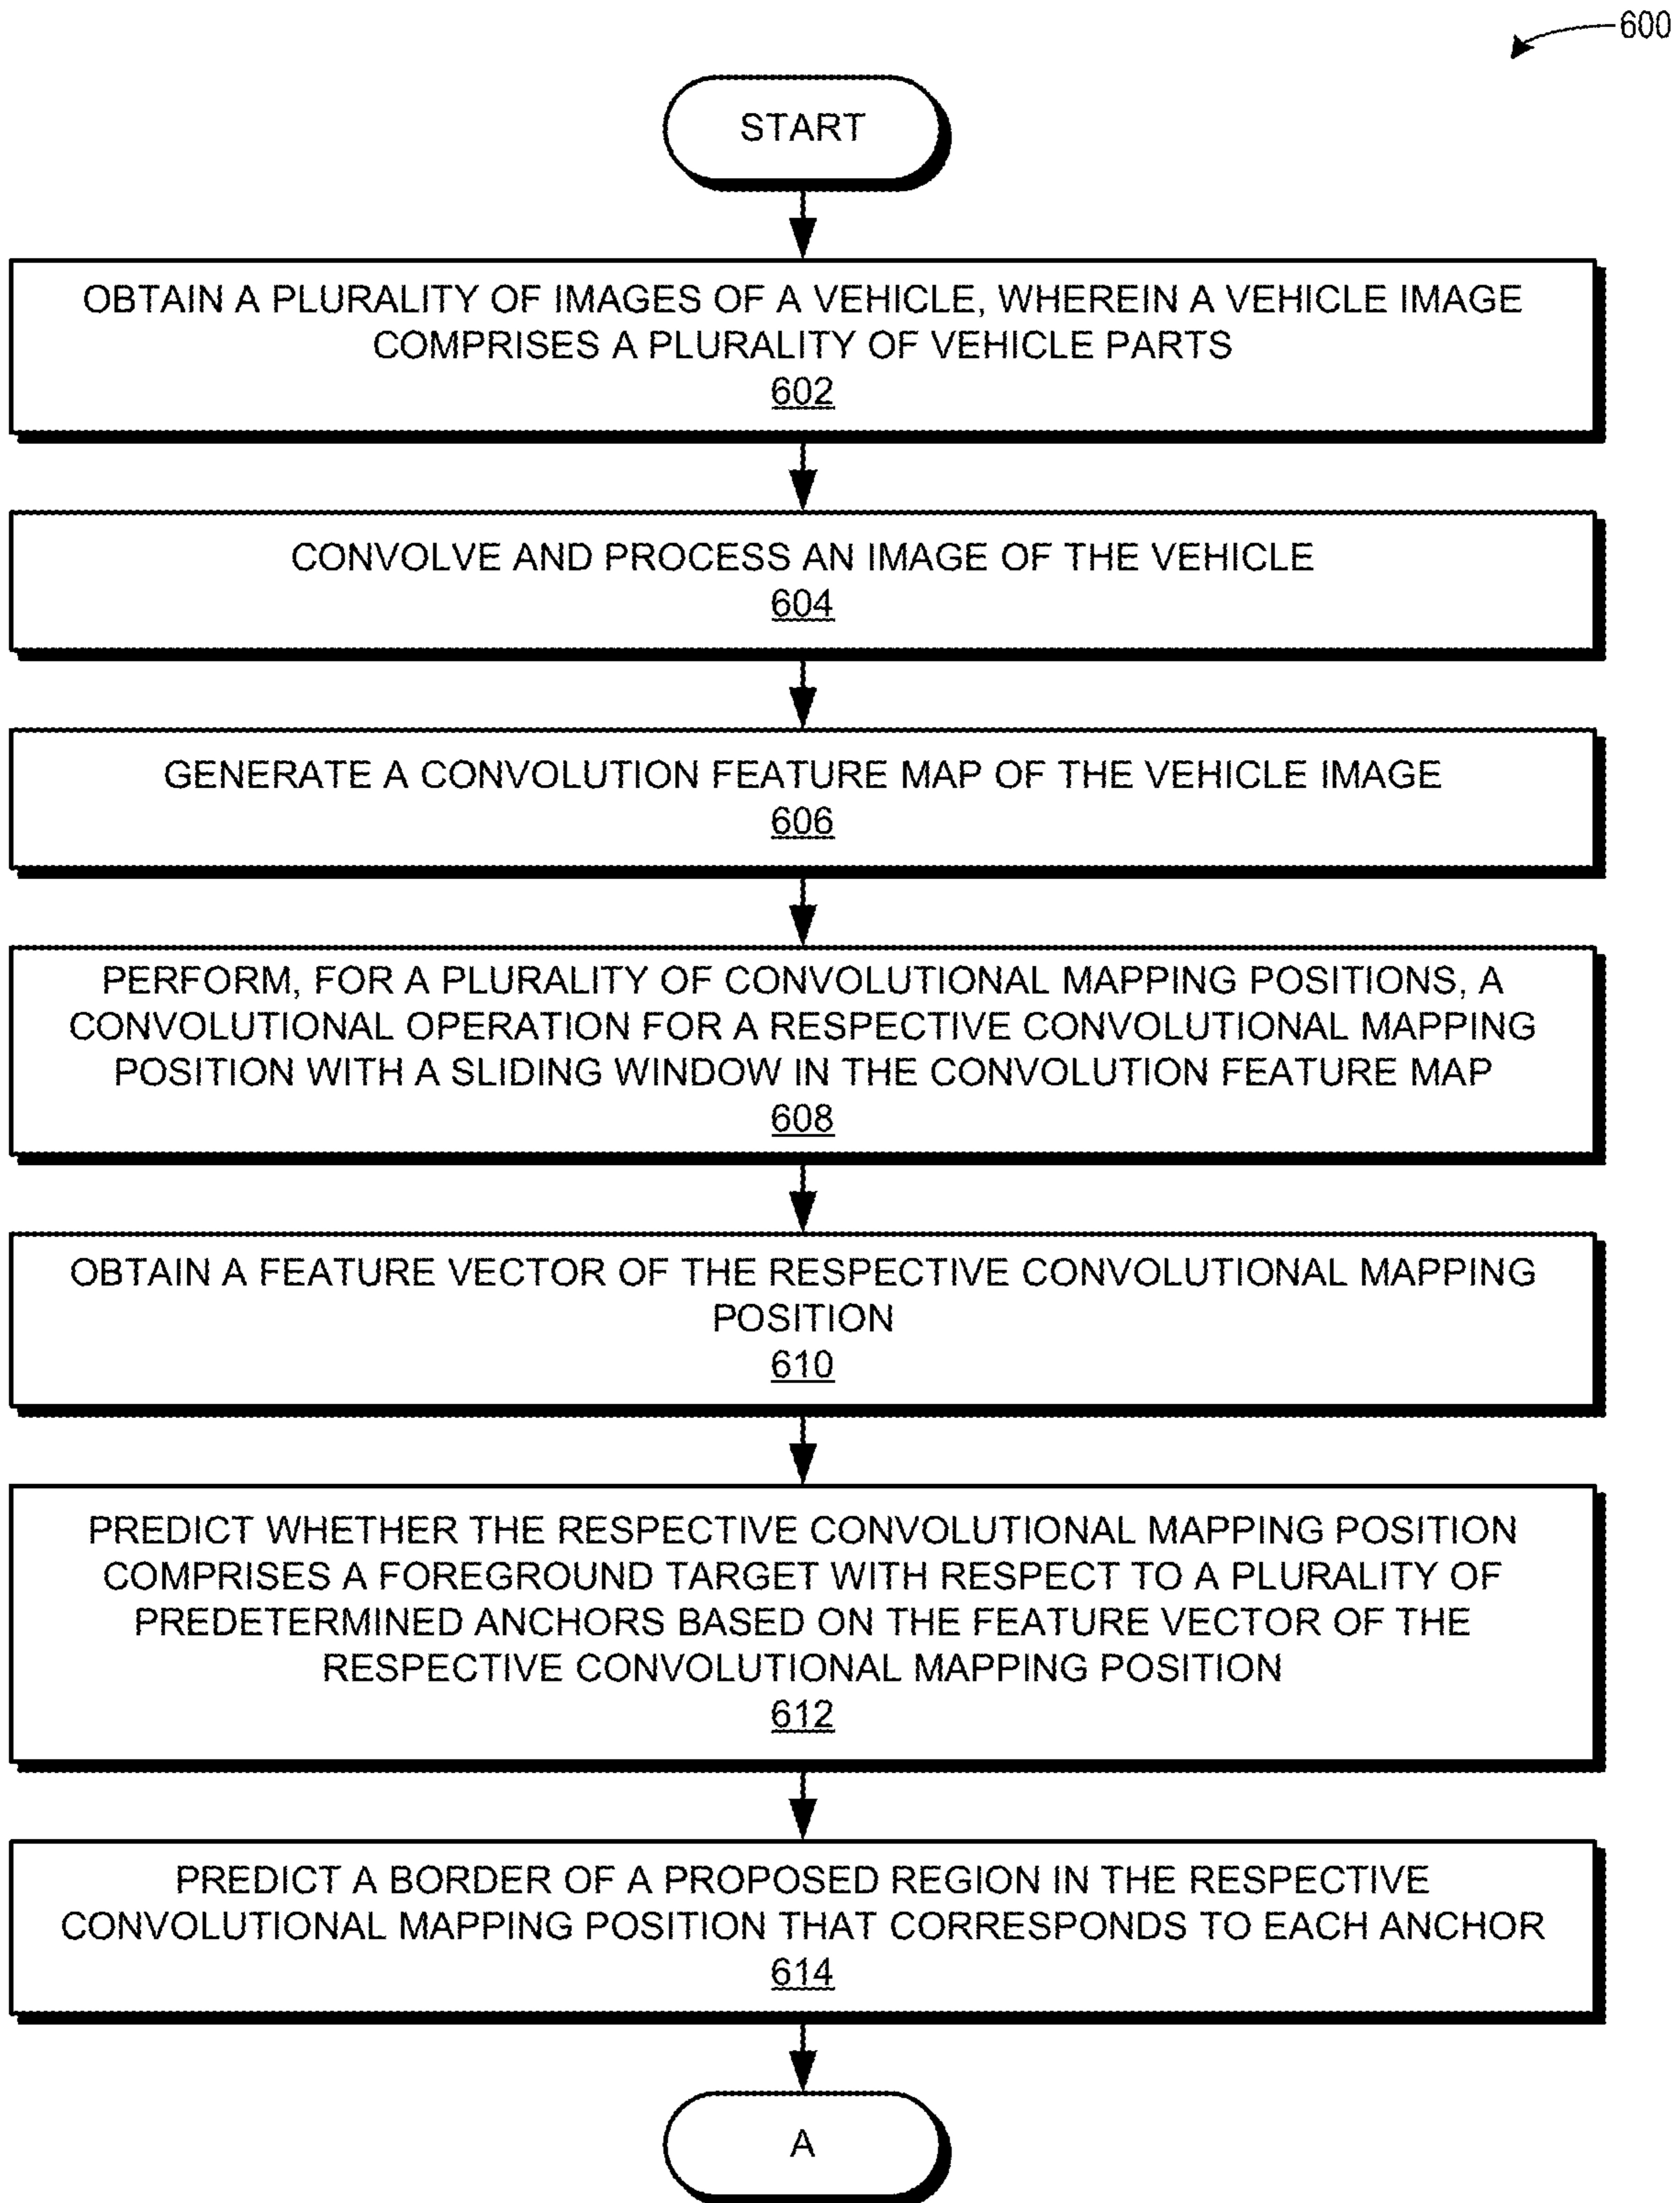 600
START
OBTAIN A PLURALITY OF IMAGES OF A VEHICLE, WHEREIN A VEHICLE IMAGE
COMPRISES A PLURALITY OF VEHICLE PARTS
602
CONVOLVE AND PROCESS AN IMAGE OF THE VEHICLE
604
GENERATE A CONVOLUTION FEATURE MAP OF THE VEHICLE IMAGE
606
PERFORM, FOR A PLURALITY OF CONVOLUTIONAL MAPPING POSITIONS, A
CONVOLUTIONAL OPERATION FOR A RESPECTIVE CONVOLUTIONAL MAPPING
POSITION WITH A SLIDING WINDOW IN THE CONVOLUTION FEATURE MAP
608
OBTAIN A FEATURE VECTOR OF THE RESPECTIVE CONVOLUTIONAL MAPPING
POSITION
610
PREDICT WHETHER THE RESPECTIVE CONVOLUTIONAL MAPPING POSITION
COMPRISES A FOREGROUND TARGET WITH RESPECT TO A PLURALITY OF
PREDETERMINED ANCHORS BASED ON THE FEATURE VECTOR OF THE
RESPECTIVE CONVOLUTIONAL MAPPING POSITION
612
PREDICT A BORDER OF A PROPOSED REGION IN THE RESPECTIVE
CONVOLUTIONAL MAPPING POSITION THAT CORRESPONDS TO EACH ANCHOR
614
A